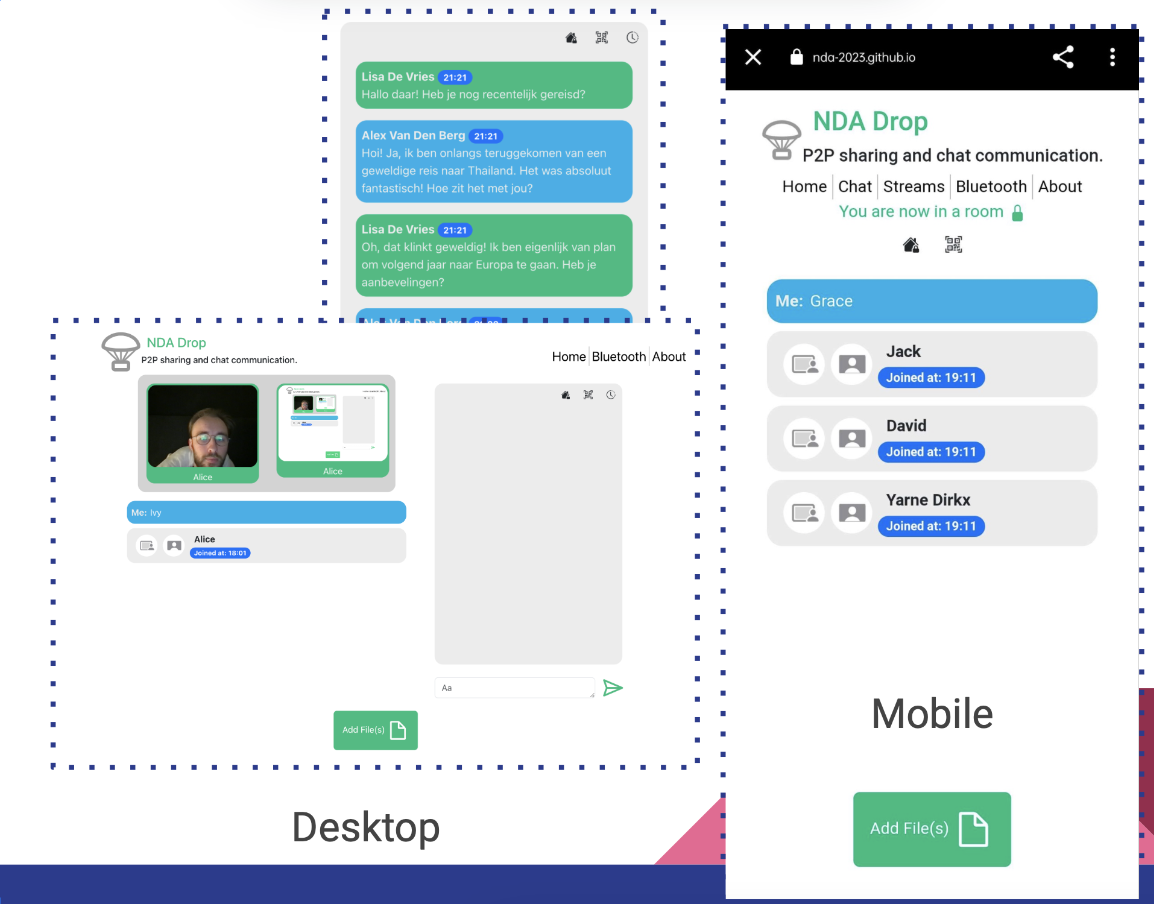 Lisa De Vries 21:21
Hallo daar! Heb je nog recentelijk gereisd?
Alex Van Den Berg 21:21
Hoi! Ja, ik ben onlangs teruggekomen van een
geweldige reis naar Thailand. Het was absoluut
fantastisch! Hoe zit het met jou?
Lisa De Vries 21:21
Oh, dat klinkt geweldig! Ik ben eigenlijk van plan
om volgend jaar naar Europa te gaan. Heb je
aanbevelingen?
NDA Drop
P2P sharing and chat communication.
Home Bluetooth About
Alice
Alice
Me: Ivy
Alice
Joined at: 18:01
Aa
Add File(s)
Desktop
nda-2023.github.io
NDA Drop
P2P sharing and chat communication.
Home Chat Streams Bluetooth About
You are now in a room
Me: Grace
Jack
Joined at: 19:11
David
Joined at: 19:11
Yarne Dirkx
Joined at: 19:11
Mobile
Add File(s)